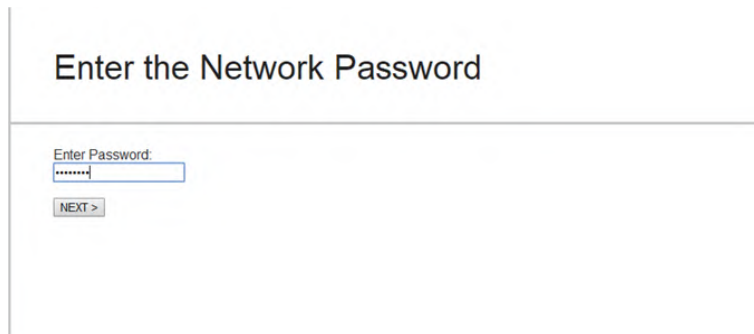 Enter the Network Password
Enter Password:
••••••••
NEXT >